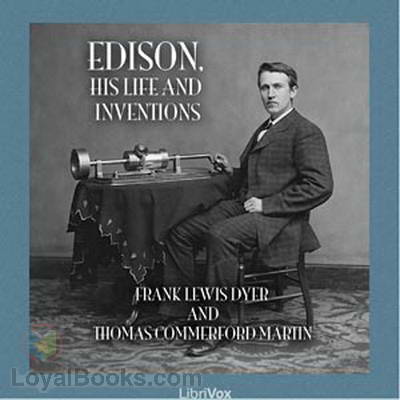 EDISON,
HIS LIFE AND
INVENTIONS
FRANK LEWIS DYER
AND
THOMAS COMMERFORD MARTIN
LoyalBooks.com
LibriVox